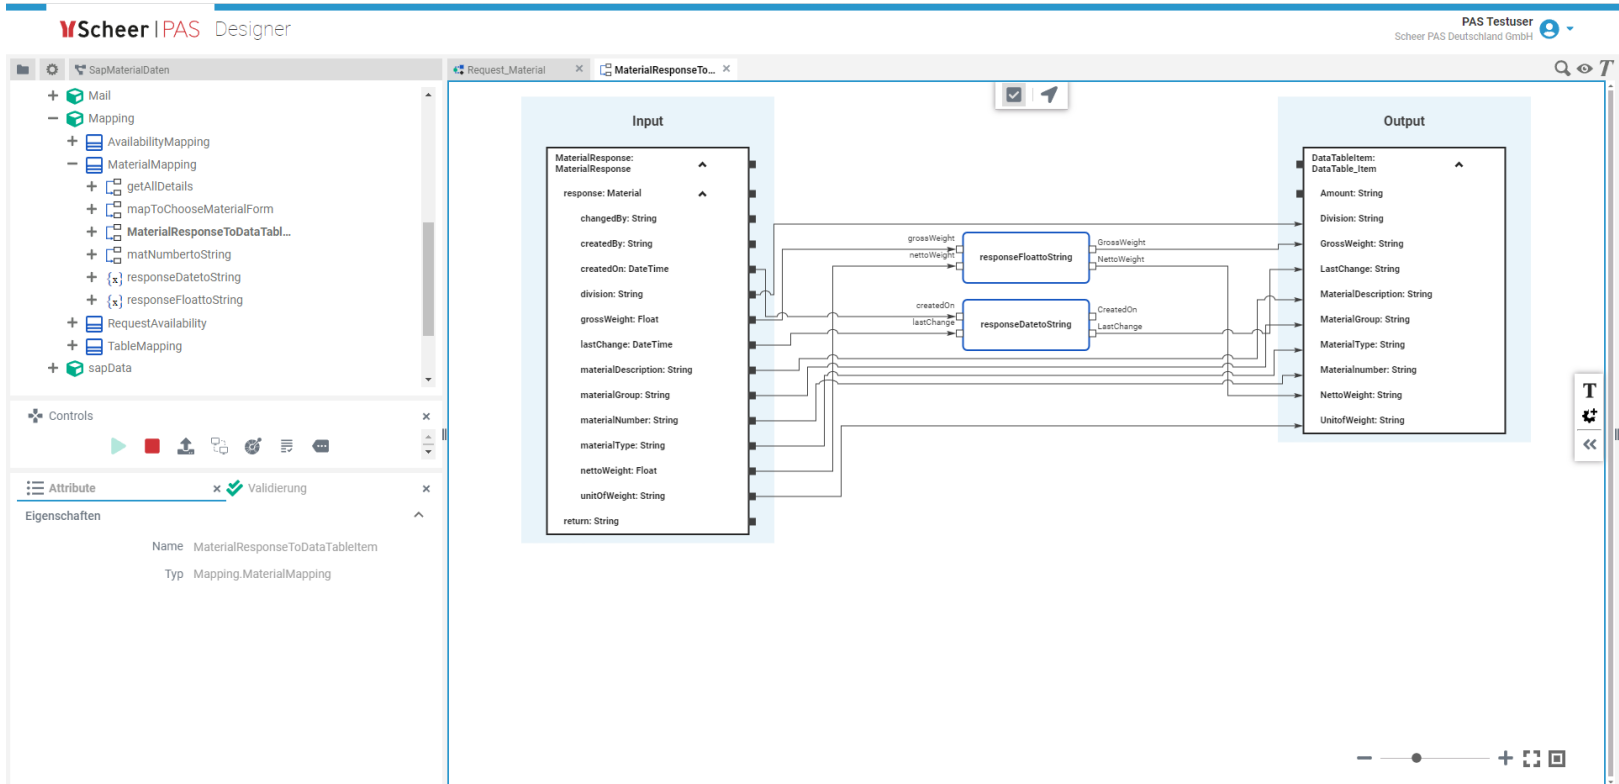 Scheer | PAS Designer
PAS Testuser
Scheer PAS Deutschland GmbH
SapMaterialDaten
Mail
Mapping
AvailabilityMapping
MaterialMapping
getAllDetails
mapToChooseMaterialForm
MaterialResponseToDataTabl...
matNumbertoString
{x} responseDatetoString
{x} responseFloattoString
RequestAvailability
TableMapping
sapData
Controls
Attribute
Validierung
Eigenschaften
Name MaterialResponseToDataTableItem
Typ Mapping.MaterialMapping
Request_Material
MaterialResponseTo...
T
Input
MaterialResponse:
MaterialResponse
response: Material
changedBy: String
createdBy: String
createdOn: DateTime
division: String
grossWeight: Float
lastChange: DateTime
materialDescription: String
materialGroup: String
materialNumber: String
materialType: String
nettoWeight: Float
unitOfWeight: String
return: String
grossWeight
nettoWeight
responseFloattoString
GrossWeight
NettoWeight
createdOn
lastChange
responseDatetoString
CreatedOn
LastChange
Output
DataTableItem:
DataTable_Item
Amount: String
Division: String
GrossWeight: String
LastChange: String
MaterialDescription: String
MaterialGroup: String
MaterialType: String
Materialnumber: String
NettoWeight: String
UnitofWeight: String
T